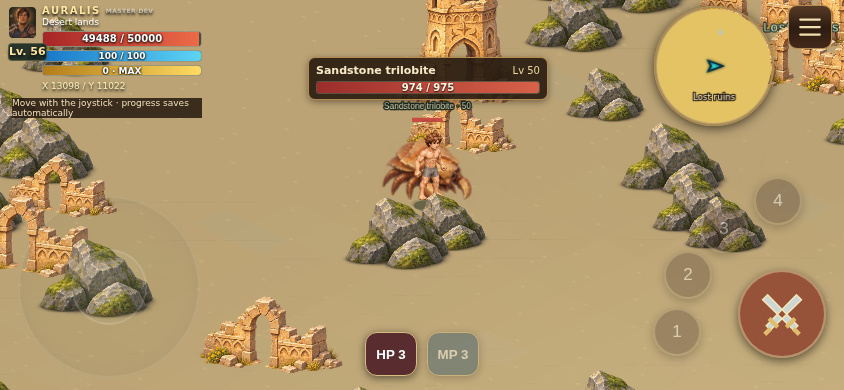 AURALIS MASTER DEV
Desert lands
49488 / 50000
Lv. 56
100 / 100
0 · MAX
X 13098 / Y 11022
Move with the joystick · progress saves
automatically
Sandstone trilobite Lv 50
974 / 975
Sandstone trilobite · 50
Lost ruins
4
3
2
1
HP 3
MP 3